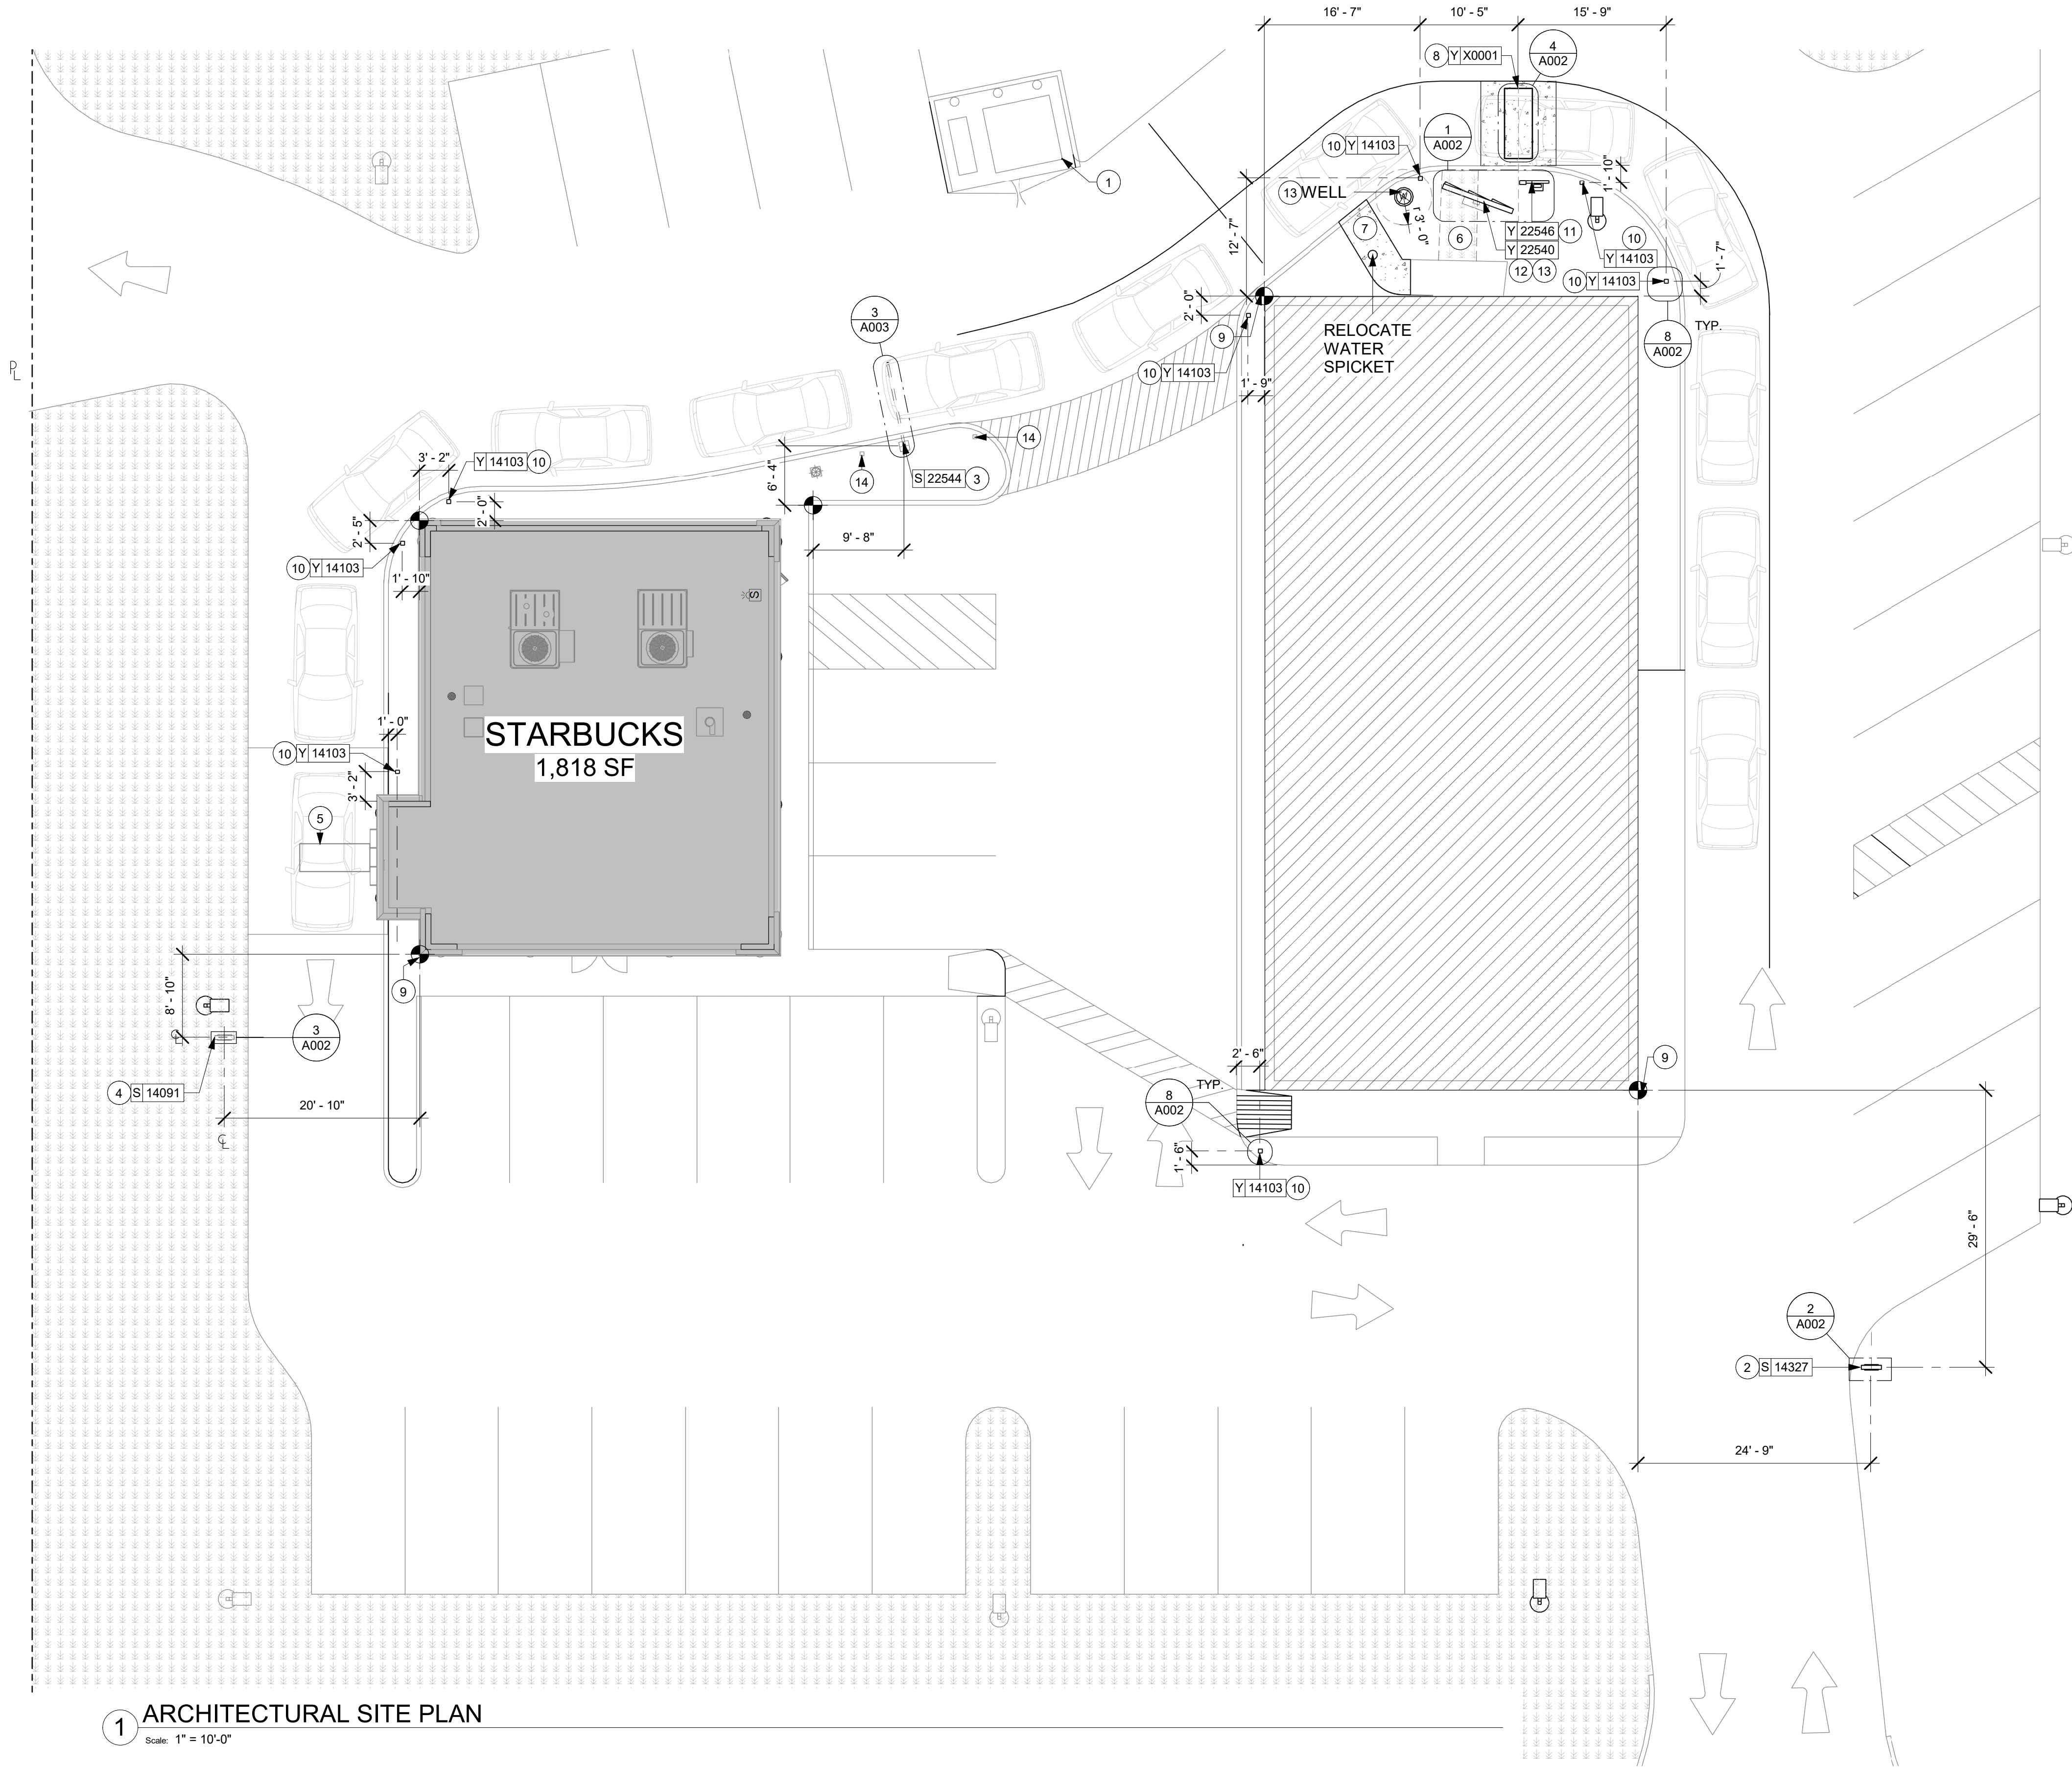 16' - 7"
10' - 5"
15' - 9"
8 Y X0001
4
A002
1
A002
10 Y 14103
1
13 WELL
r 3' - 0"
1' - 10"
12' - 7"
7
6
Y 22546 11
Y 22540
12 13
10
Y 14103
10 Y 14103
1' - 7"
2' - 0"
9
3
A003
RELOCATE
WATER
SPICKET
TYP.
8
A002
10 Y 14103
1' - 9"
PL
3' - 2"
Y 14103 10
14
14
6' - 4"
S 22544 3
2' - 0"
2' - 5"
9' - 8"
10 Y 14103
1' - 10"
S
STARBUCKS
1,818 SF
1' - 0"
10 Y 14103
3' - 2"
5
9
8' - 10"
3
A002
CL
4 S 14091
20' - 10"
CL
2' - 6"
TYP.
8
A002
9
1' - 6"
Y 14103 10
29' - 6"
2
A002
2 S 14327
24' - 9"
1 ARCHITECTURAL SITE PLAN
Scale: 1" = 10'-0"